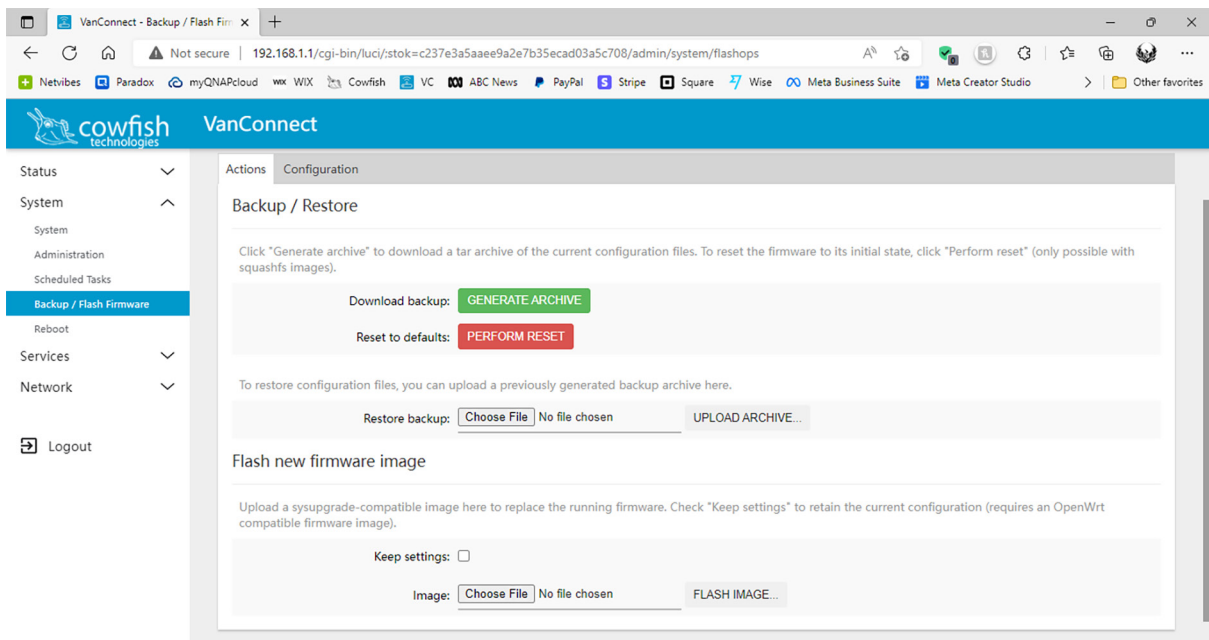 VanConnect - Backup / Flash Firm
Not secure | 192.168.1.1/cgi-bin/luci/;stok=c237e3a5aaee9a2e7b35ecad03a5c708/admin/system/flashops
Netvibes Paradox myQNAPcloud WIX WIX Cowfish VC ABC News PayPal Stripe Square Wise Meta Business Suite Meta Creator Studio Other favorites
cowfish
technologies
VanConnect
Status
System
System
Administration
Scheduled Tasks
Backup / Flash Firmware
Reboot
Services
Network
Logout
Actions Configuration
Backup / Restore
Click "Generate archive" to download a tar archive of the current configuration files. To reset the firmware to its initial state, click "Perform reset" (only possible with
squashfs images).
Download backup: GENERATE ARCHIVE
Reset to defaults: PERFORM RESET
To restore configuration files, you can upload a previously generated backup archive here.
Restore backup: Choose File No file chosen UPLOAD ARCHIVE...
Flash new firmware image
Upload a sysupgrade-compatible image here to replace the running firmware. Check "Keep settings" to retain the current configuration (requires an OpenWrt
compatible firmware image).
Keep settings:
Image: Choose File No file chosen FLASH IMAGE...